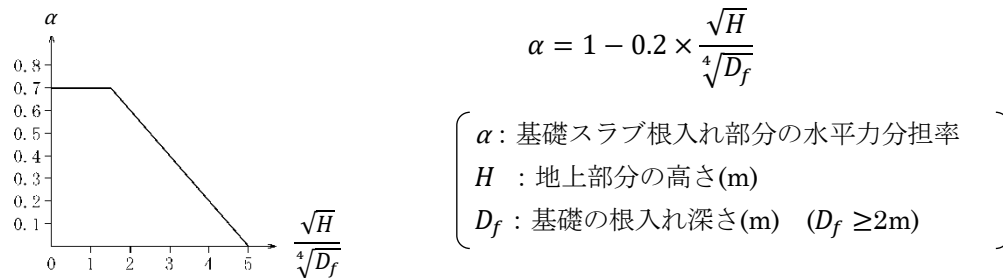 α
0.8
0.7
0.6
0.5
0.4
0.3
0.2
0.1
0 1 2 3 4 5
√H / ∜D_f
α = 1 − 0.2 × √H / ∜D_f
α : 基礎スラブ根入れ部分の水平力分担率
H : 地上部分の高さ(m)
D_f : 基礎の根入れ深さ(m) (D_f ≥2m)